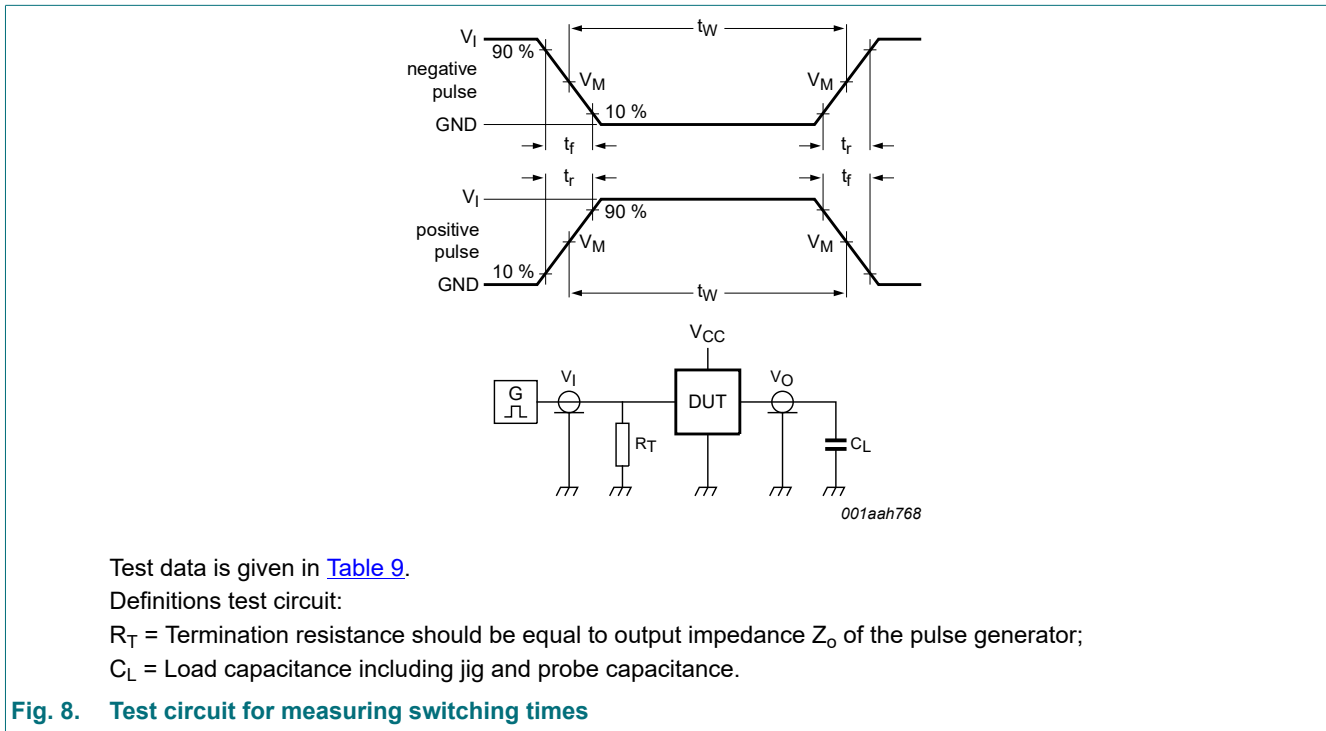 tW
VI
90 %
negative
pulse
VM
VM
10 %
GND
tf
tr
tr
tf
VI
90 %
positive
pulse
VM
VM
10 %
GND
tW
VCC
VI
VO
G
DUT
RT
CL
001aah768
Test data is given in Table 9.
Definitions test circuit:
RT = Termination resistance should be equal to output impedance Zo of the pulse generator;
CL = Load capacitance including jig and probe capacitance.
Fig. 8. Test circuit for measuring switching times